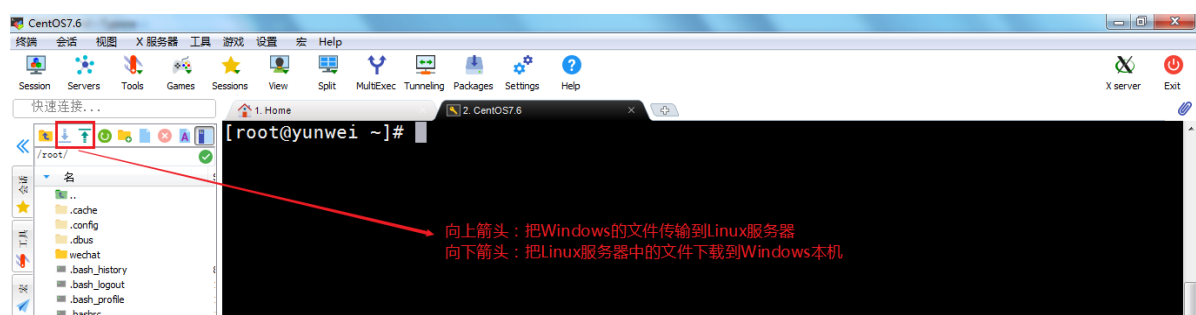 CentOS7.6
终端 会话 视图 X 服务器 工具 游戏 设置 宏 Help
Session Servers Tools Games Sessions View Split MultiExec Tunneling Packages Settings Help X server Exit
快速连接...
1. Home
2. CentOS7.6
[root@yunwei ~]#
/root/
名
..
.cache
.config
.dbus
wechat
.bash_history
.bash_logout
.bash_profile
会话
工具
向上箭头：把Windows的文件传输到Linux服务器
向下箭头：把Linux服务器中的文件下载到Windows本机